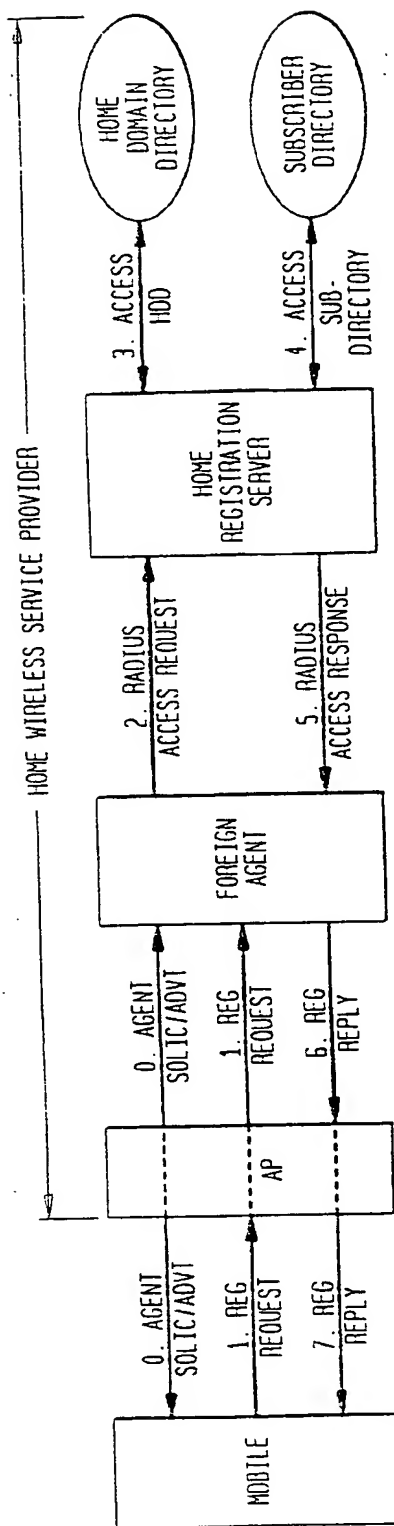 HOME WIRELESS SERVICE PROVIDER
MOBILE
0. AGENT
SOLIC/ADVT
1. REG
REQUEST
7. REG
REPLY
AP
0. AGENT
SOLIC/ADVT
1. REG
REQUEST
6. REG
REPLY
FOREIGN
AGENT
2. RADIUS
ACCESS REQUEST
5. RADIUS
ACCESS RESPONSE
HOME
REGISTRATION
SERVER
3. ACCESS
HDD
4. ACCESS
SUB-
DIRECTORY
HOME
DOMAIN
DIRECTORY
SUBSCRIBER
DIRECTORY